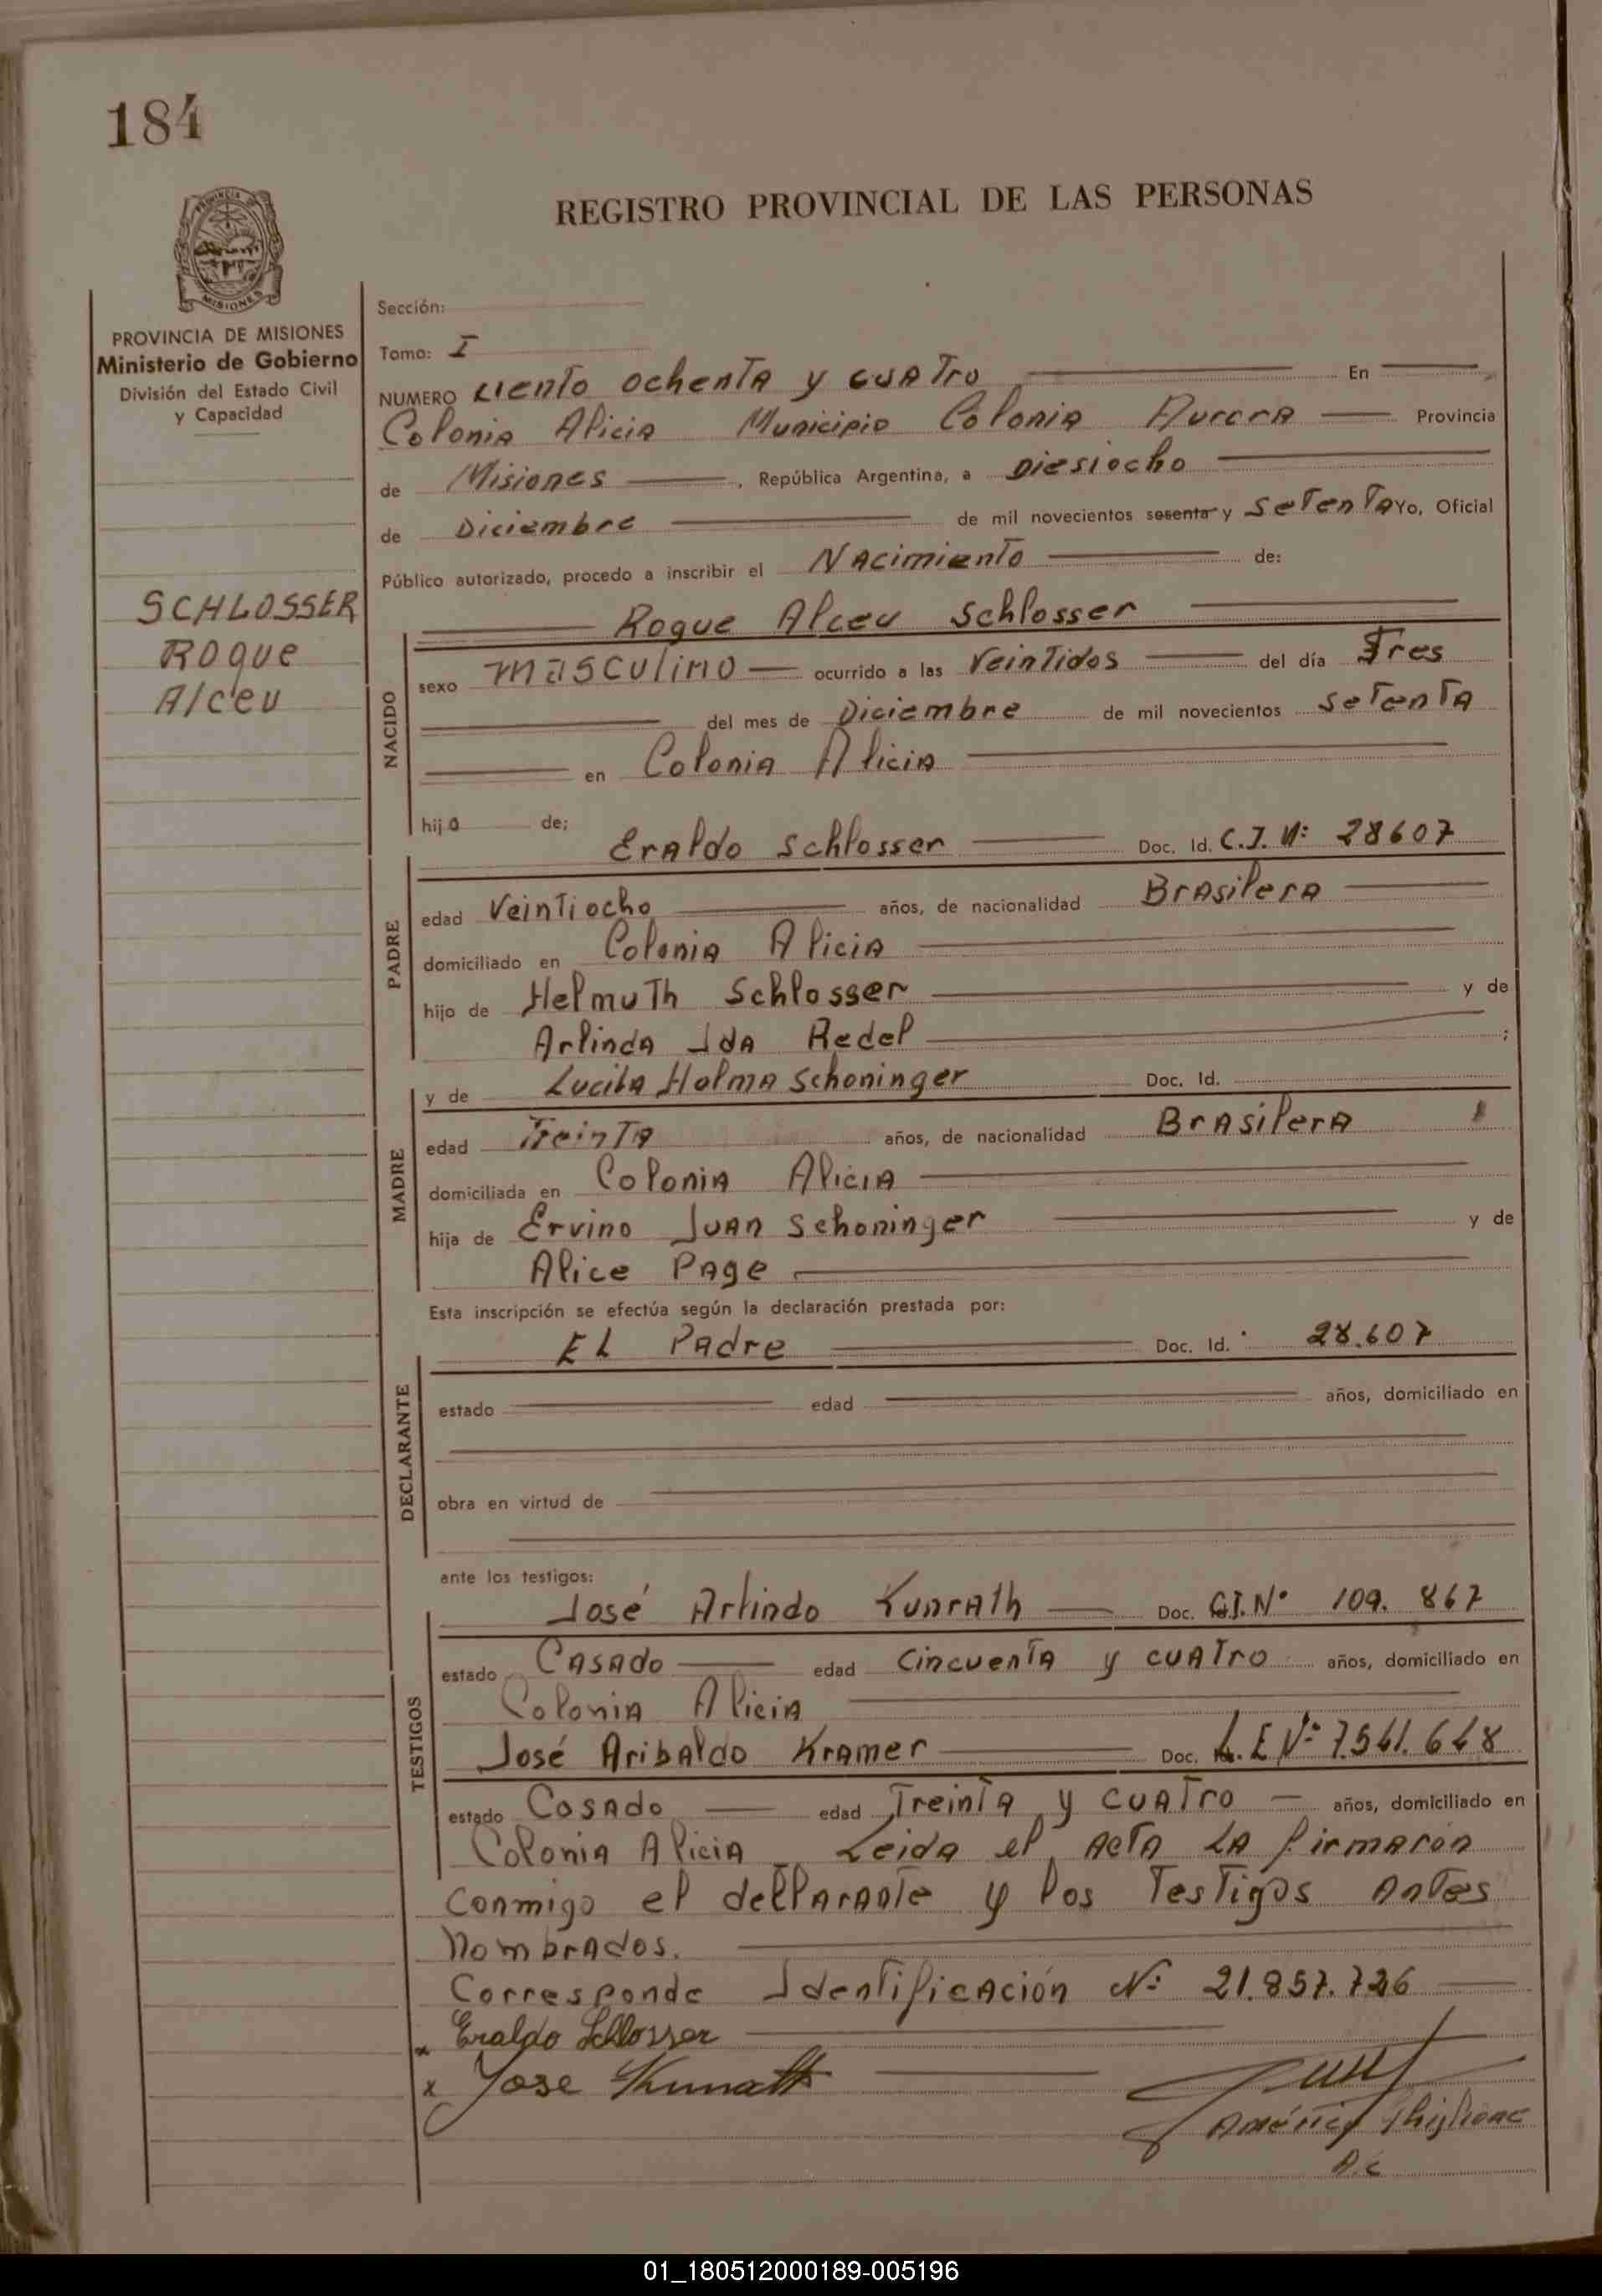 184
REGISTRO PROVINCIAL DE LAS PERSONAS
PROVINCIA
MISIONES
PROVINCIA DE MISIONES
Ministerio de Gobierno
División del Estado Civil
y Capacidad
SCHLOSSER
ROque
Alceu
Sección:
Tomo: I
NUMERO ciento ochenta y cuatro En
Colonia Alicia Municipio Colonia Aurora Provincia
de Misiones, República Argentina, a Diesiocho
de Diciembre de mil novecientos sesenta y setenta Yo, Oficial
Público autorizado, procedo a inscribir el Nacimiento de:
Roque Alceu Schlosser
NACIDO
sexo masculino ocurrido a las Veintidos del día Tres
del mes de Diciembre de mil novecientos setenta
en Colonia Alicia
hijo de;
Eraldo Schlosser Doc. Id. C.I. Nº 28607
PADRE
edad Veintiocho años, de nacionalidad Brasilera
domiciliado en Colonia Alicia
hijo de Helmuth Schlosser y de
Arlinda Ida Redel;
y de Lucila Holma Schoninger Doc. Id.
MADRE
edad Treinta años, de nacionalidad Brasilera
domiciliada en Colonia Alicia
hija de Ervino Juan Schoninger y de
Alice Page
Esta inscripción se efectúa según la declaración prestada por:
El Padre Doc. Id. 28.607
DECLARANTE
estado edad años, domiciliado en
obra en virtud de
ante los testigos:
José Arlindo Kunrath Doc. C.I. Nº 109.867
TESTIGOS
estado Casado edad Cincuenta y cuatro años, domiciliado en
Colonia Alicia
José Aribaldo Kramer Doc. L.E Nº 7.541.648
estado Casado edad Treinta y cuatro años, domiciliado en
Colonia Alicia Leida el acta la firmaron
conmigo el declarante y los testigos antes
nombrados.
Corresponde Identificación Nº 21.857.726
x Eraldo Schlosser
x Jose Kunrath
A.c
01_180512000189-005196